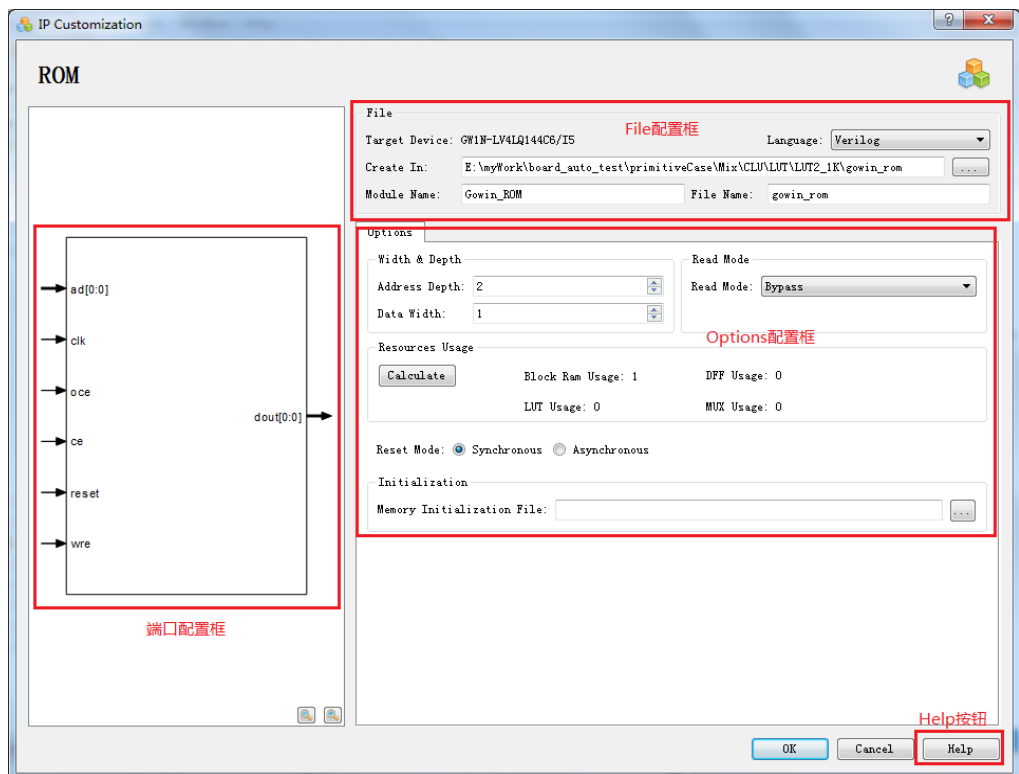 IP Customization
ROM
File
File配置框
Target Device: GW1N-LV4LQ144C6/I5
Language: Verilog
Create In: E:\myWork\board_auto_test\primitiveCase\Mix\CLU\LUT\LUT2_1K\gowin_rom ...
Module Name: Gowin_ROM
File Name: gowin_rom
ad[0:0]
clk
oce
ce
reset
wre
dout[0:0]
端口配置框
Options
Width & Depth
Address Depth: 2
Data Width: 1
Read Mode
Read Mode: Bypass
Options配置框
Resources Usage
Calculate
Block Ram Usage: 1
DFF Usage: 0
LUT Usage: 0
MUX Usage: 0
Reset Mode: Synchronous Asynchronous
Initialization
Memory Initialization File: ...
Help按钮
OK
Cancel
Help